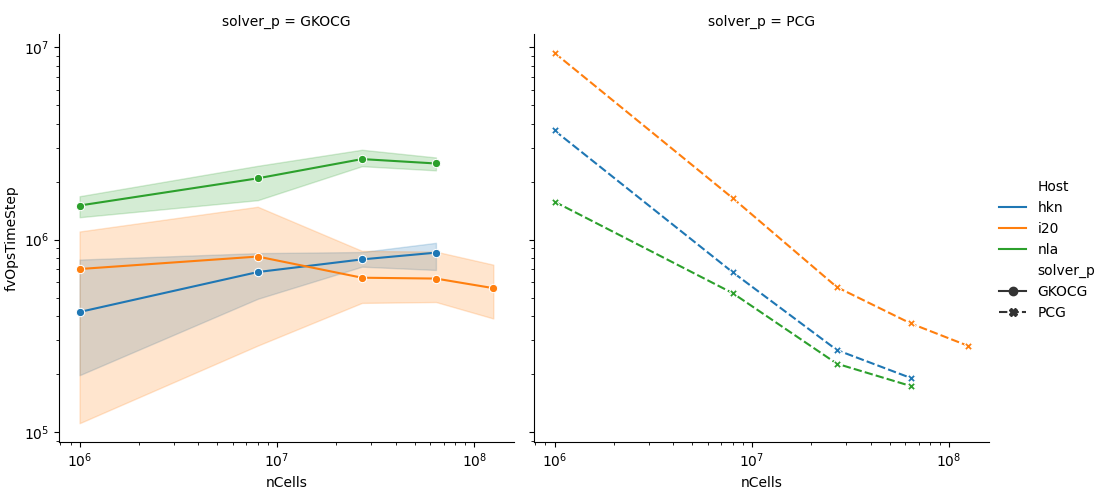 solver_p = GKOCG
solver_p = PCG
10^7
10^6
10^5
fvOpsTimeStep
10^6
10^7
10^8
nCells
10^6
10^7
10^8
nCells
Host
hkn
i20
nla
solver_p
GKOCG
PCG